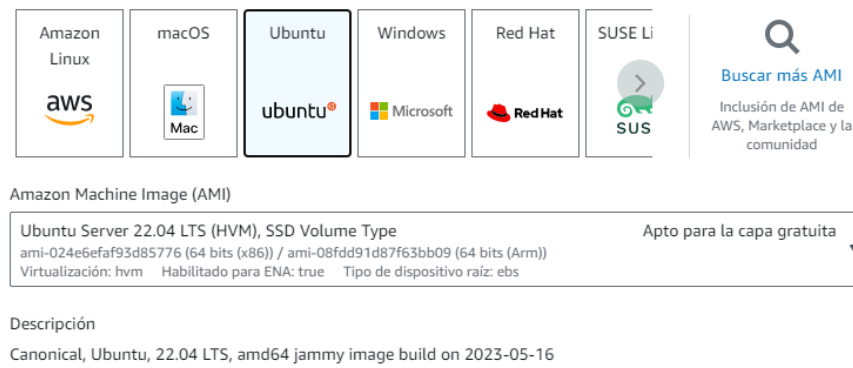 Amazon
Linux
aws
macOS
Mac
Ubuntu
ubuntu
Windows
Microsoft
Red Hat
Red Hat
SUSE Li
SUS
Buscar más AMI
Inclusión de AMI de
AWS, Marketplace y la
comunidad
Amazon Machine Image (AMI)
Ubuntu Server 22.04 LTS (HVM), SSD Volume Type
Apto para la capa gratuita
ami-024e6efaf93d85776 (64 bits (x86)) / ami-08fdd91d87f63bb09 (64 bits (Arm))
Virtualización: hvm Habilitado para ENA: true Tipo de dispositivo raíz: ebs
Descripción
Canonical, Ubuntu, 22.04 LTS, amd64 jammy image build on 2023-05-16